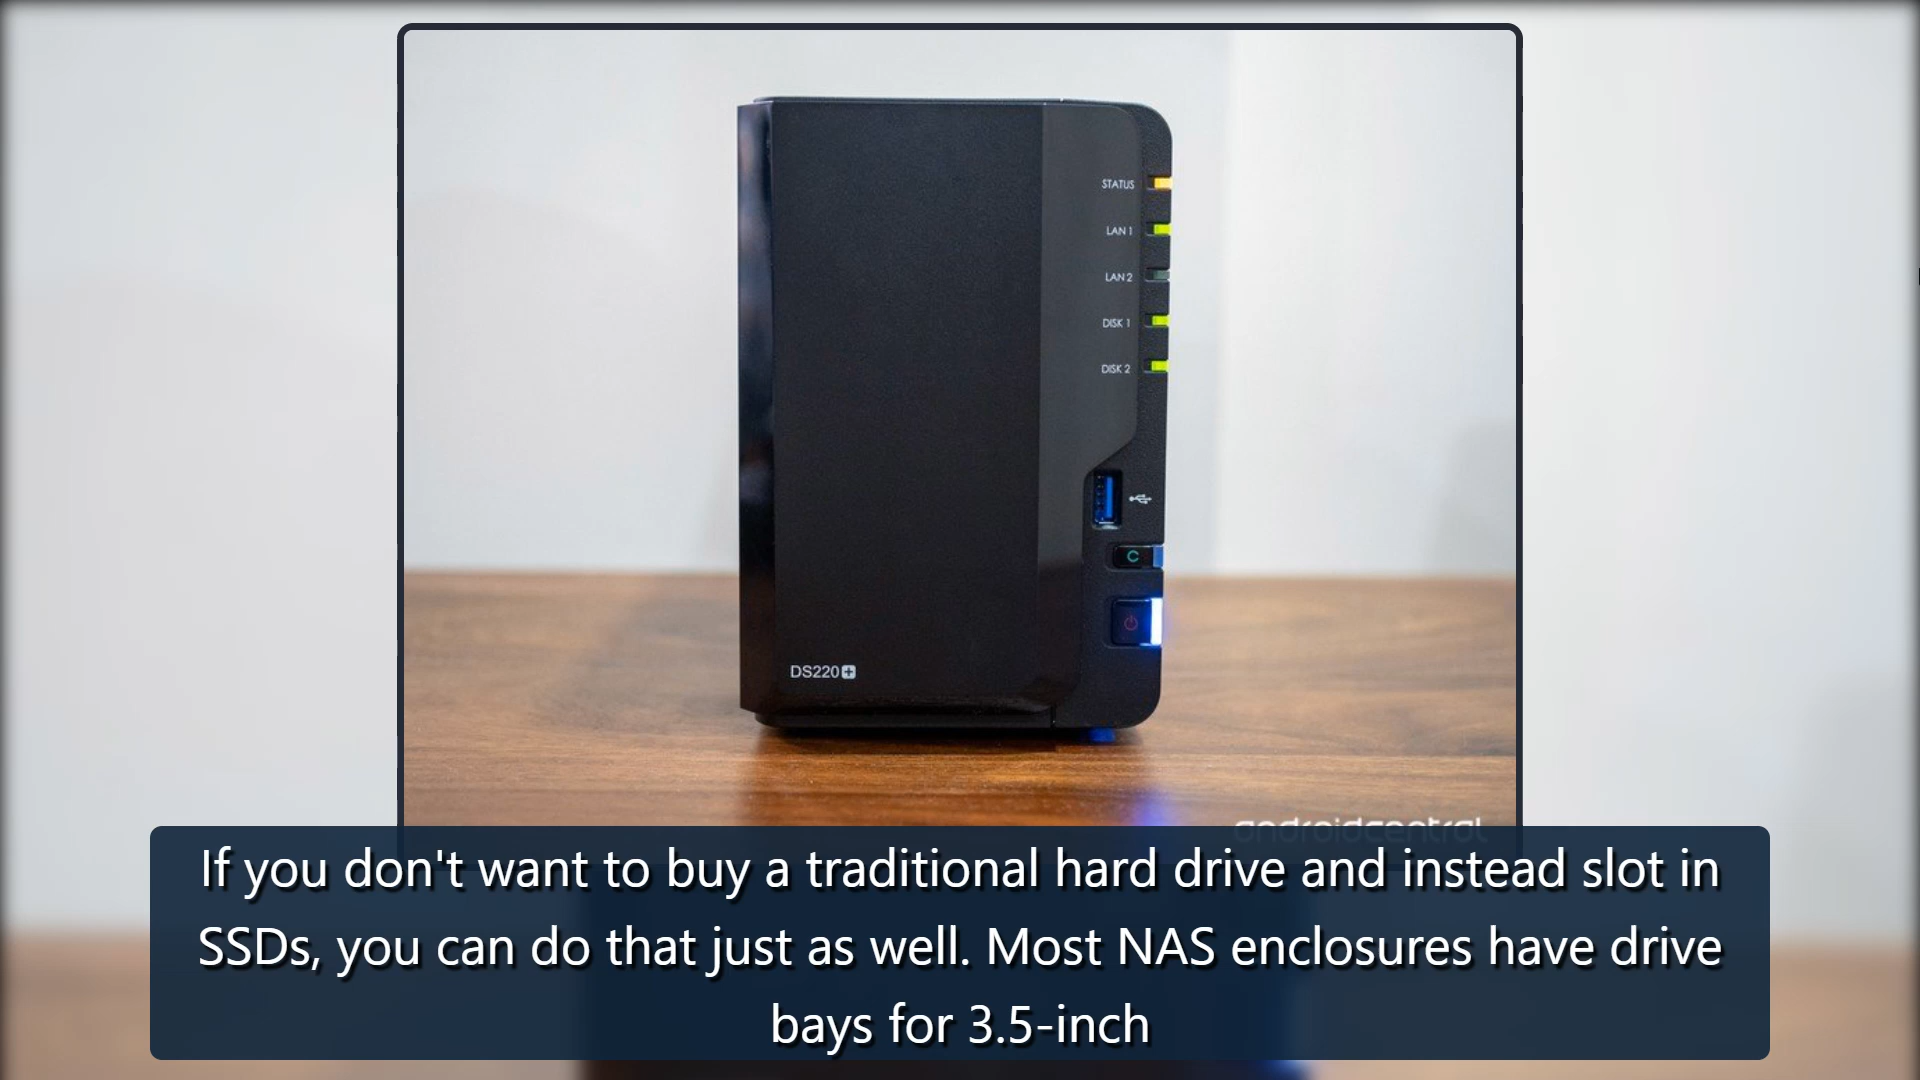 STATUS
LAN 1
LAN 2
DISK 1
DISK 2
C
DS220+
androidcentral
If you don't want to buy a traditional hard drive and instead slot in
SSDs, you can do that just as well. Most NAS enclosures have drive
bays for 3.5-inch